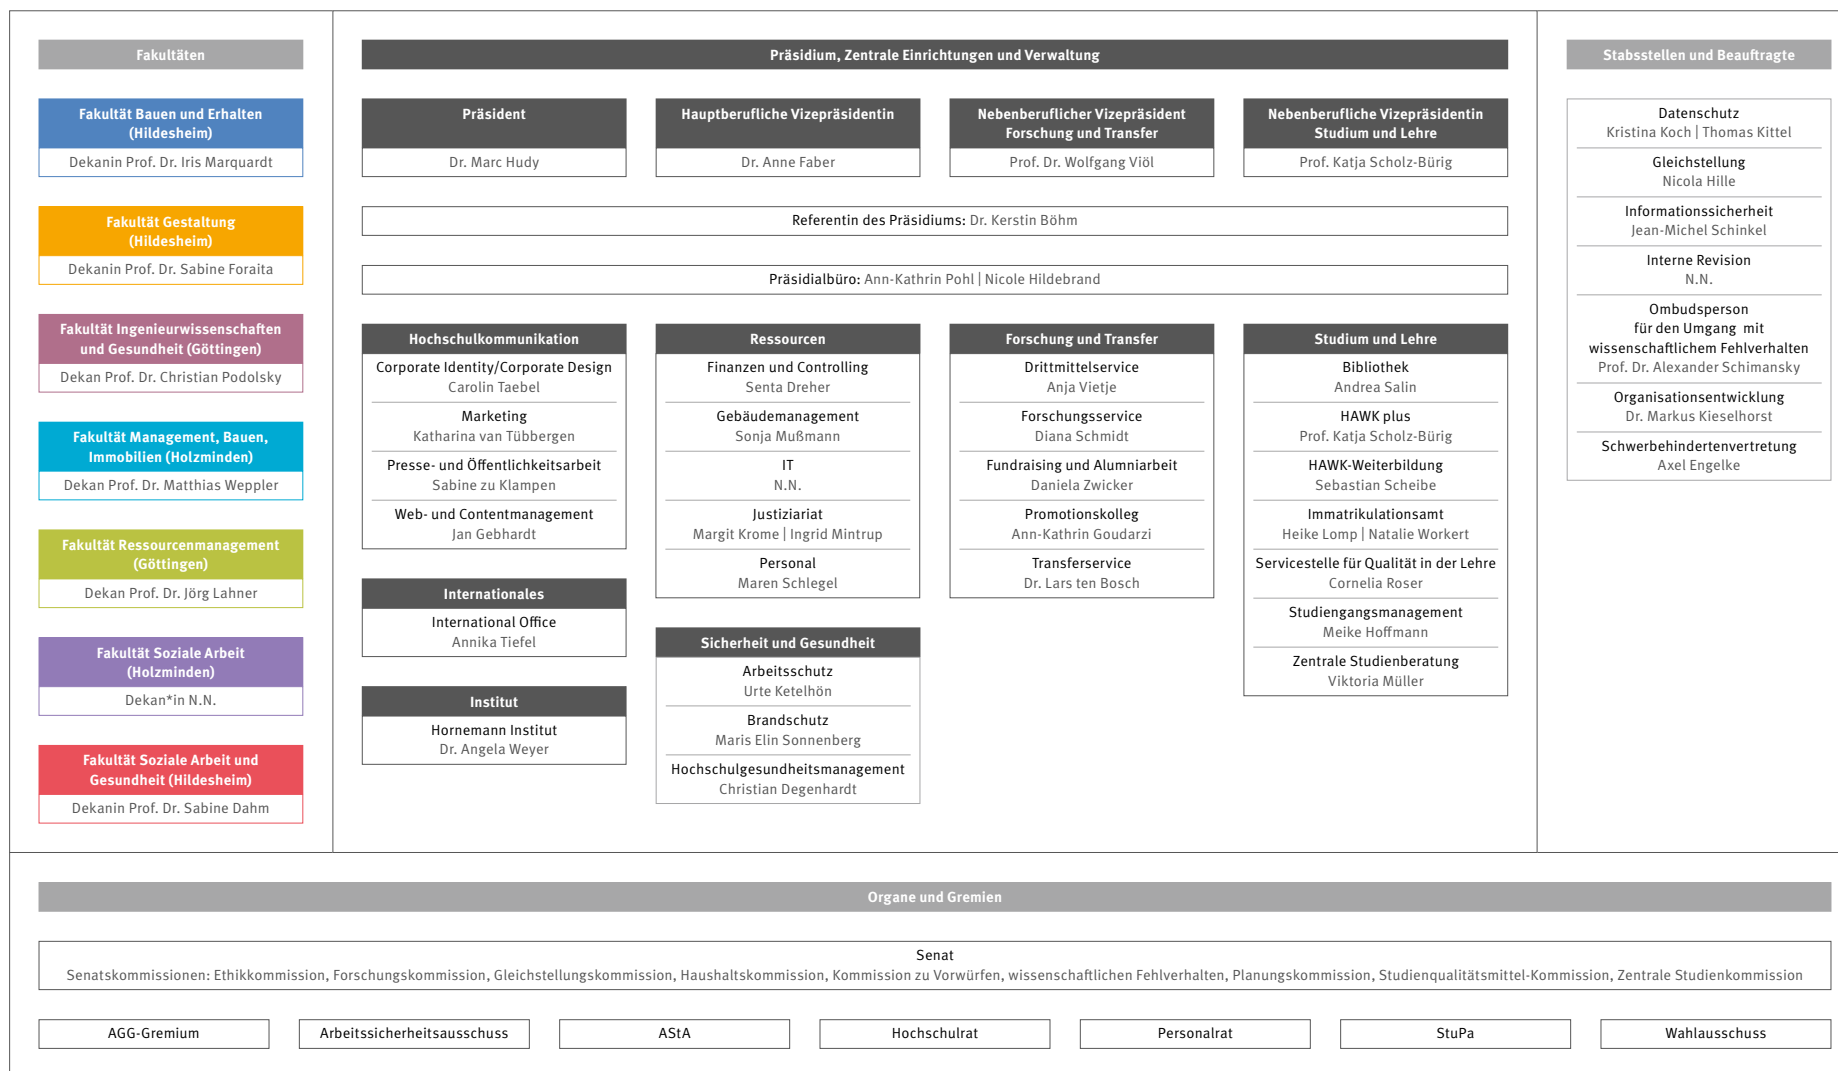 Fakultäten
Fakultät Bauen und Erhalten
(Hildesheim)
Dekanin Prof. Dr. Iris Marquardt
Fakultät Gestaltung
(Hildesheim)
Dekanin Prof. Dr. Sabine Foraita
Fakultät Ingenieurwissenschaften
und Gesundheit (Göttingen)
Dekan Prof. Dr. Christian Podolsky
Fakultät Management, Bauen,
Immobilien (Holzminden)
Dekan Prof. Dr. Matthias Weppler
Fakultät Ressourcenmanagement
(Göttingen)
Dekan Prof. Dr. Jörg Lahner
Fakultät Soziale Arbeit
(Holzminden)
Dekan*in N.N.
Fakultät Soziale Arbeit und
Gesundheit (Hildesheim)
Dekanin Prof. Dr. Sabine Dahm
Präsidium, Zentrale Einrichtungen und Verwaltung
Präsident
Dr. Marc Hudy
Hauptberufliche Vizepräsidentin
Dr. Anne Faber
Nebenberuflicher Vizepräsident
Forschung und Transfer
Prof. Dr. Wolfgang Viöl
Nebenberufliche Vizepräsidentin
Studium und Lehre
Prof. Katja Scholz-Bürig
Referentin des Präsidiums: Dr. Kerstin Böhm
Präsidialbüro: Ann-Kathrin Pohl | Nicole Hildebrand
Hochschulkommunikation
Corporate Identity/Corporate Design
Carolin Taebel
Marketing
Katharina van Tübbergen
Presse- und Öffentlichkeitsarbeit
Sabine zu Klampen
Web- und Contentmanagement
Jan Gebhardt
Internationales
International Office
Annika Tiefel
Institut
Hornemann Institut
Dr. Angela Weyer
Ressourcen
Finanzen und Controlling
Senta Dreher
Gebäudemanagement
Sonja Mußmann
IT
N.N.
Justiziariat
Margit Krome | Ingrid Mintrup
Personal
Maren Schlegel
Sicherheit und Gesundheit
Arbeitsschutz
Urte Ketelhön
Brandschutz
Maris Elin Sonnenberg
Hochschulgesundheitsmanagement
Christian Degenhardt
Forschung und Transfer
Drittmittelservice
Anja Vietje
Forschungsservice
Diana Schmidt
Fundraising und Alumniarbeit
Daniela Zwicker
Promotionskolleg
Ann-Kathrin Goudarzi
Transferservice
Dr. Lars ten Bosch
Studium und Lehre
Bibliothek
Andrea Salin
HAWK plus
Prof. Katja Scholz-Bürig
HAWK-Weiterbildung
Sebastian Scheibe
Immatrikulationsamt
Heike Lomp | Natalie Workert
Servicestelle für Qualität in der Lehre
Cornelia Roser
Studiengangsmanagement
Meike Hoffmann
Zentrale Studienberatung
Viktoria Müller
Stabsstellen und Beauftragte
Datenschutz
Kristina Koch | Thomas Kittel
Gleichstellung
Nicola Hille
Informationssicherheit
Jean-Michel Schinkel
Interne Revision
N.N.
Ombudsperson
für den Umgang mit
wissenschaftlichem Fehlverhalten
Prof. Dr. Alexander Schimansky
Organisationsentwicklung
Dr. Markus Kieselhorst
Schwerbehindertenvertretung
Axel Engelke
Organe und Gremien
Senat
Senatskommissionen: Ethikkommission, Forschungskommission, Gleichstellungskommission, Haushaltskommission, Kommission zu Vorwürfen, wissenschaftlichen Fehlverhalten, Planungskommission, Studienqualitätsmittel-Kommission, Zentrale Studienkommission
AGG-Gremium
Arbeitssicherheitsausschuss
AStA
Hochschulrat
Personalrat
StuPa
Wahlausschuss